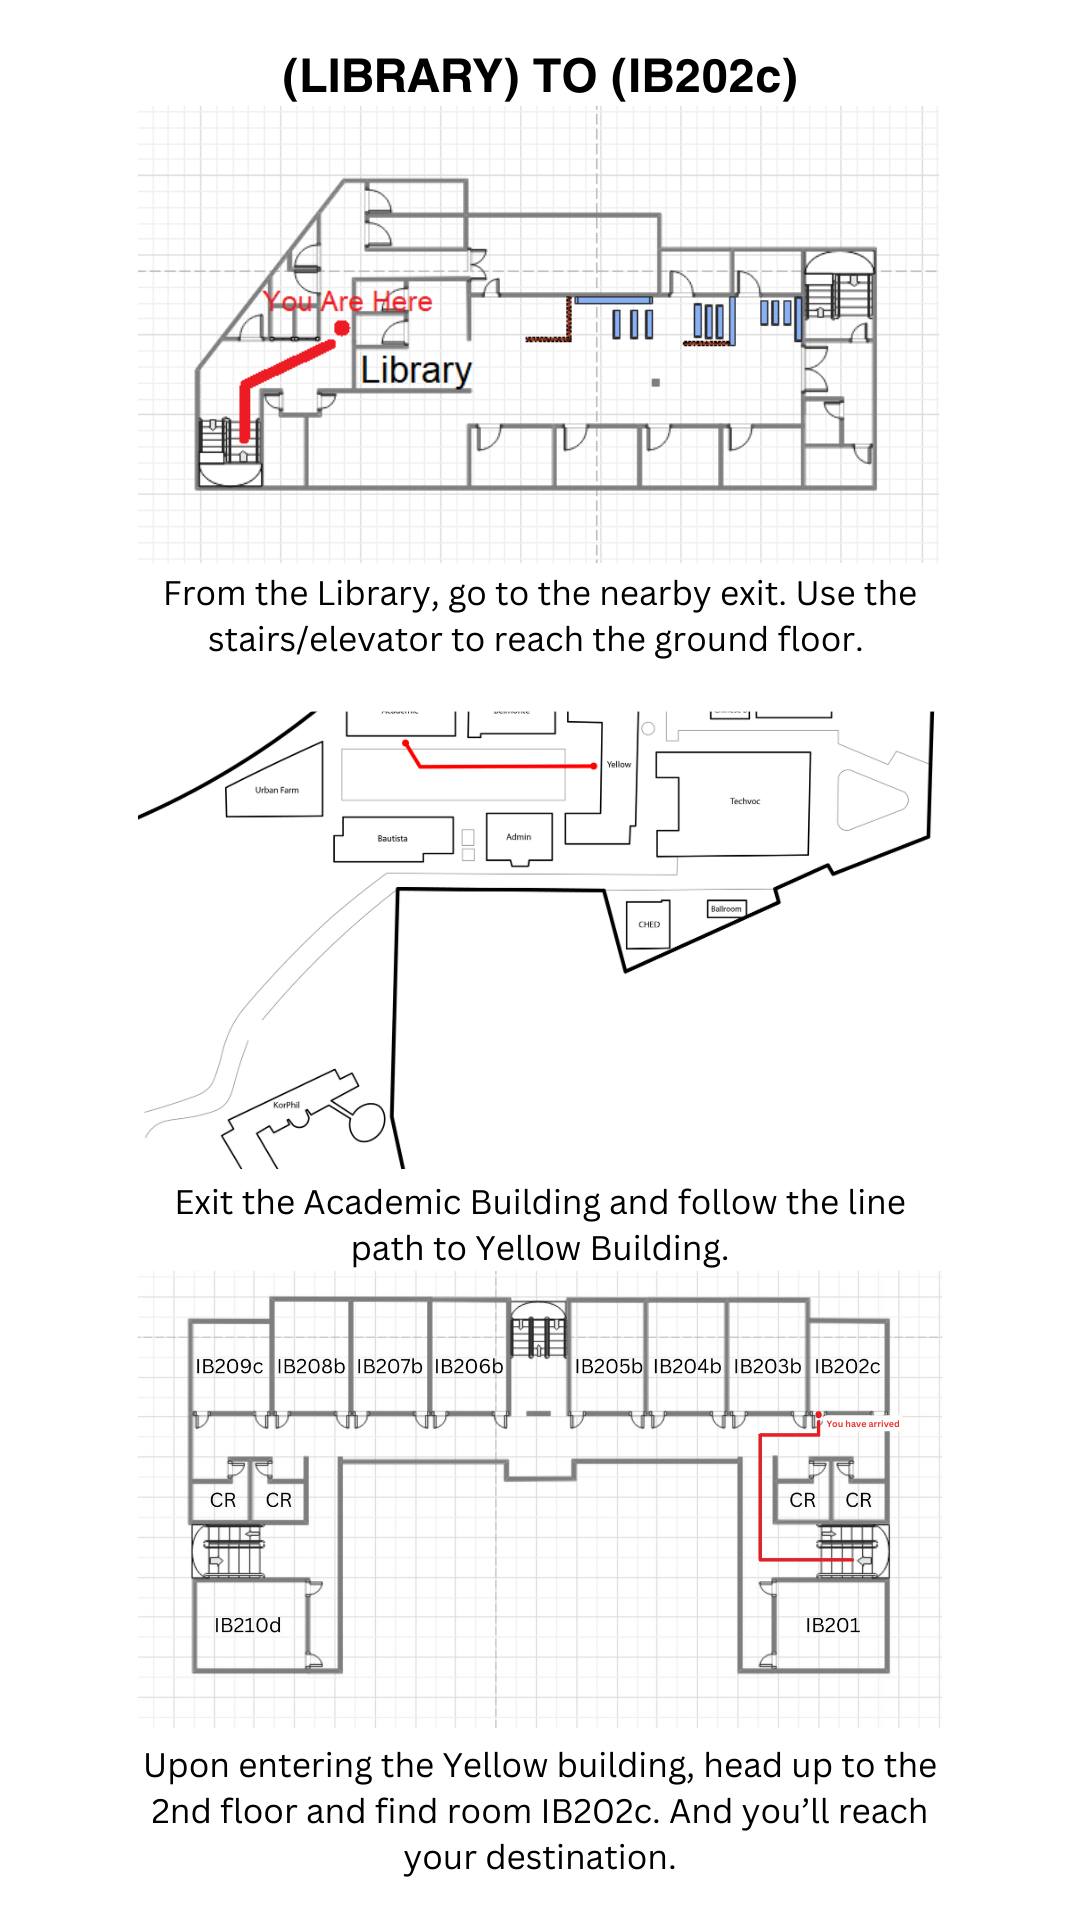 (LIBRARY) TO (IB202c)
You Are Here
Library
From the Library, go to the nearby exit. Use the
stairs/elevator to reach the ground floor.
Academic
Belmonte
Yellow
Urban Farm
Techvoc
Bautista
Admin
CHED
Ballroom
KorPhil
Exit the Academic Building and follow the line
path to Yellow Building.
IB209c IB208b IB207b IB206b IB205b IB204b IB203b IB202c
You have arrived
CR CR CR CR
IB210d IB201
Upon entering the Yellow building, head up to the
2nd floor and find room IB202c. And you’ll reach
your destination.